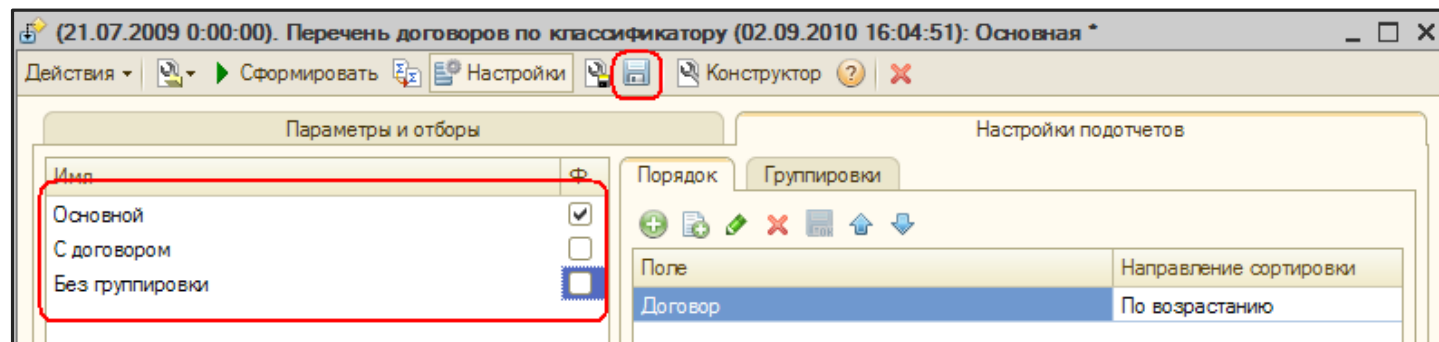 (21.07.2009 0:00:00). Перечень договоров по классификатору (02.09.2010 16:04:51): Основная *
Действия Сформировать Настройки Конструктор
Параметры и отборы Настройки подотчетов
Имя Ф Порядок Группировки
Основной
С договором
Поле Направление сортировки
Без группировки
Договор По возрастанию